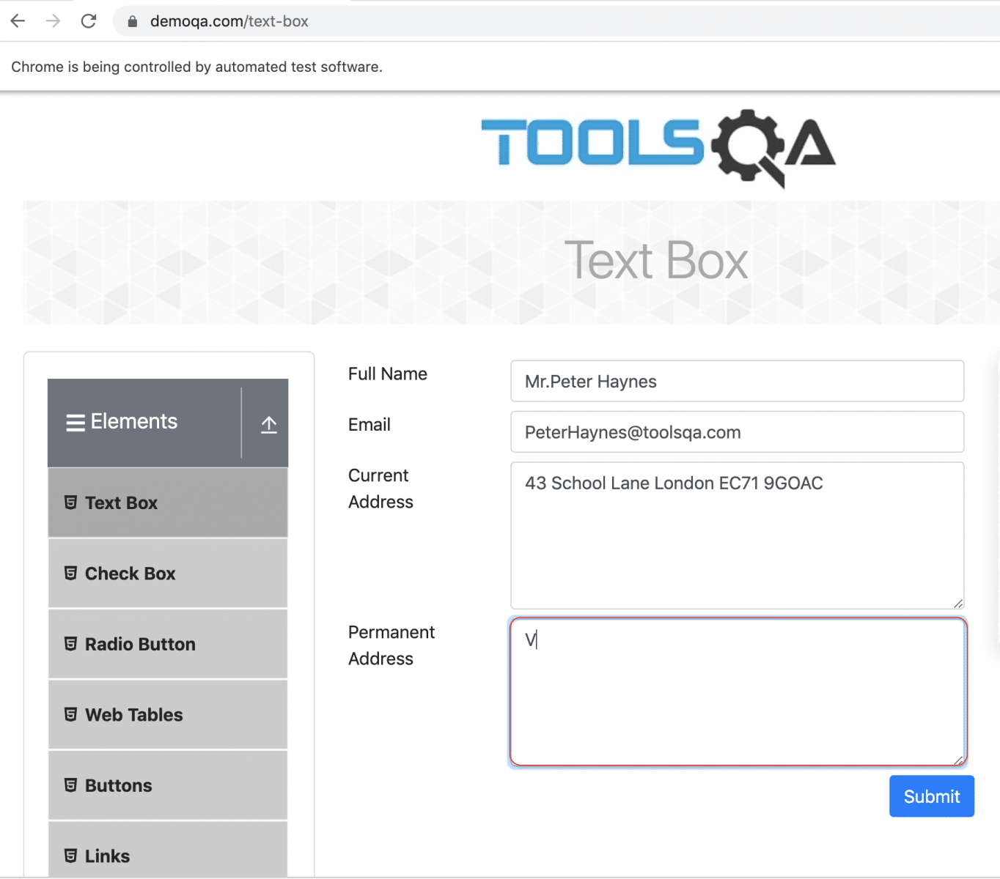 demoqa.com/text-box
Chrome is being controlled by automated test software.
TOOLSQA
Text Box
Elements
Text Box
Check Box
Radio Button
Web Tables
Buttons
Links
Full Name
Mr.Peter Haynes
Email
PeterHaynes@toolsqa.com
Current
Address
43 School Lane London EC71 9GOAC
Permanent
Address
V
Submit